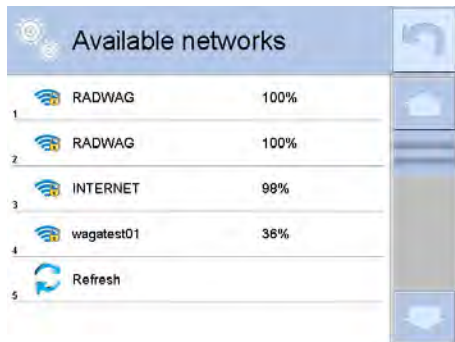 Available networks
1 RADWAG 100%
2 RADWAG 100%
3 INTERNET 98%
4 wagatest01 36%
5 Refresh